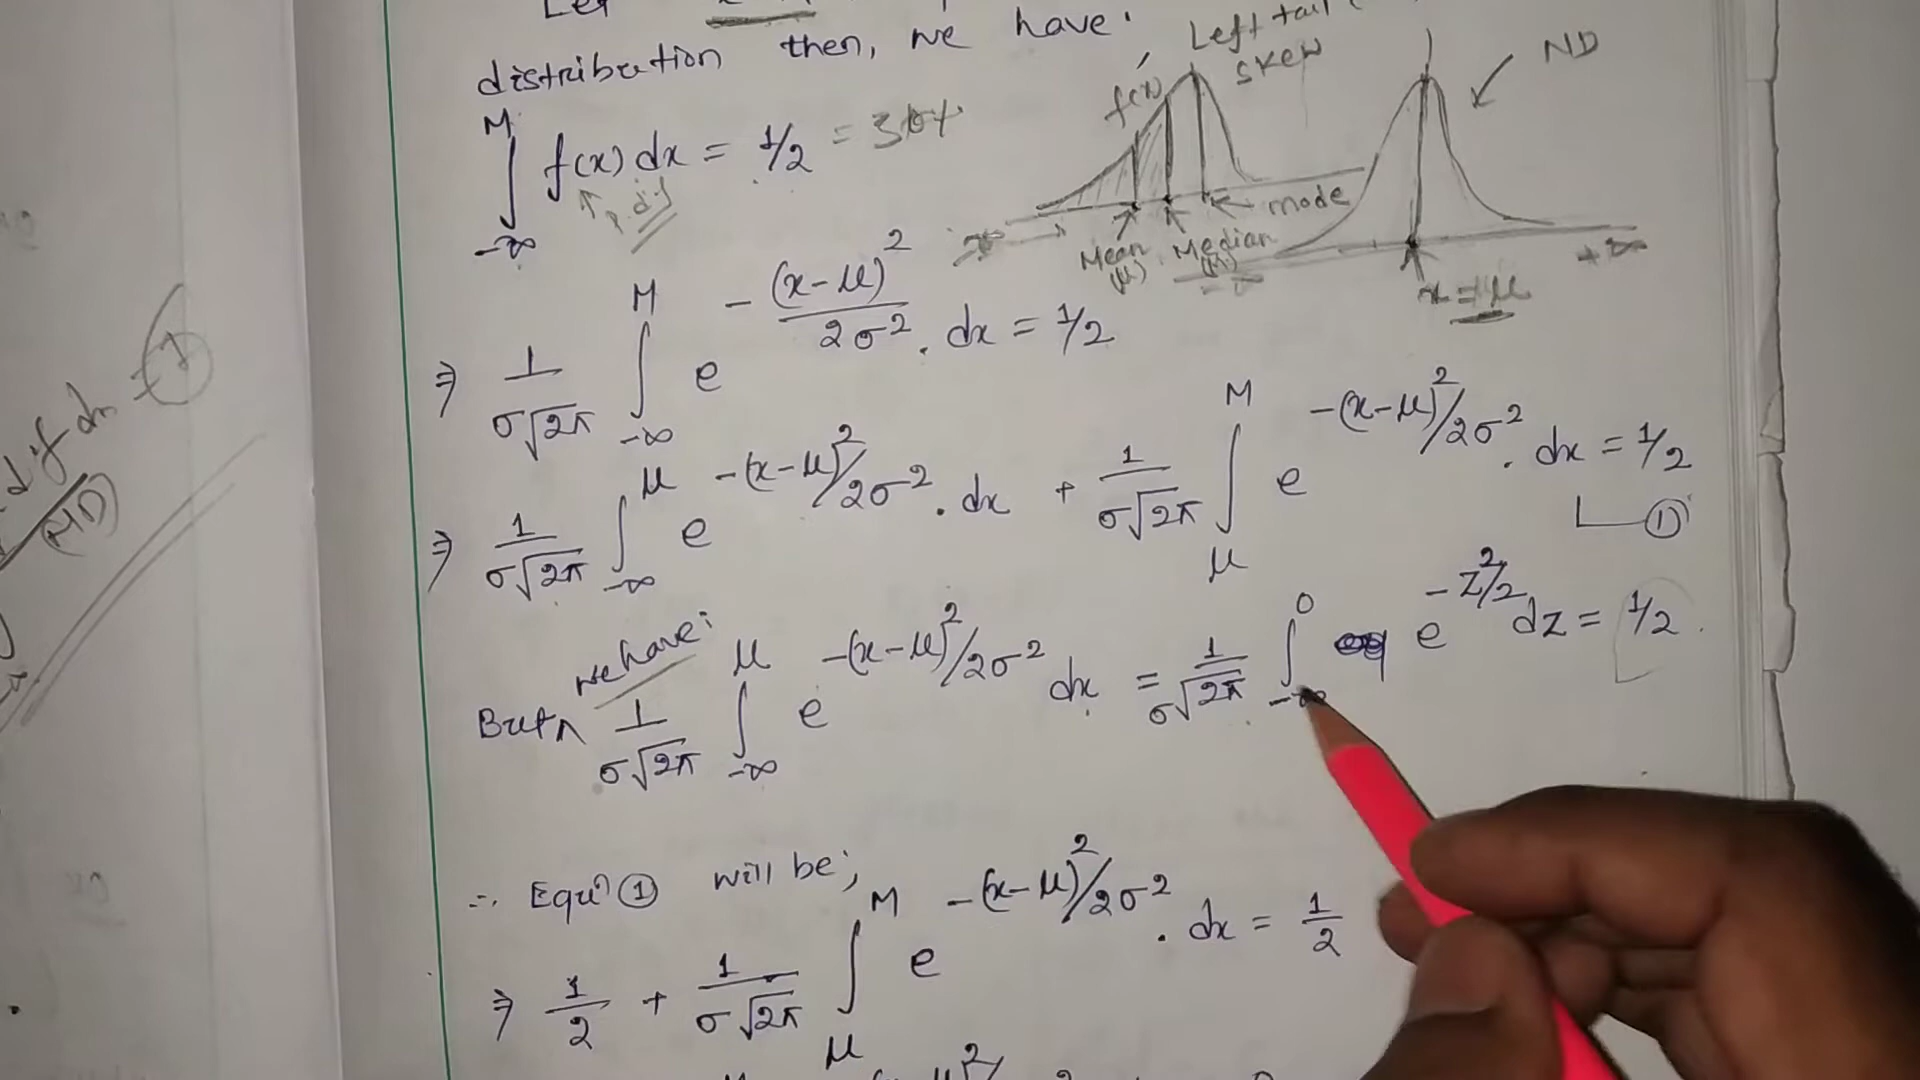 Let
distribution then, we have.
Left tail
skew
ND
f(x)
M
∫ f(x) dx = 1/2 =
-∞
p.d.f
mode
Mean (μ) Median (M)
x = μ
+∞
⇒ 1/σ√2π ∫_{-∞}^{M} e^{-(x-μ)²/2σ²} . dx = 1/2
⇒ 1/σ√2π ∫_{-∞}^{μ} e^{-(x-μ)²/2σ²} . dx + 1/σ√2π ∫_{μ}^{M} e^{-(x-μ)²/2σ²} . dx = 1/2
①
we have:
But ∧ 1/σ√2π ∫_{-∞}^{μ} e^{-(x-μ)²/2σ²} dx = 1/σ√2π ∫_{-∞}^{0} e^{-z²/2} dz = 1/2 .
∴ Equⁿ ① will be;
⇒ 1/2 + 1/σ√2π ∫_{μ}^{M} e^{-(x-μ)²/2σ²} . dx = 1/2
(ND)